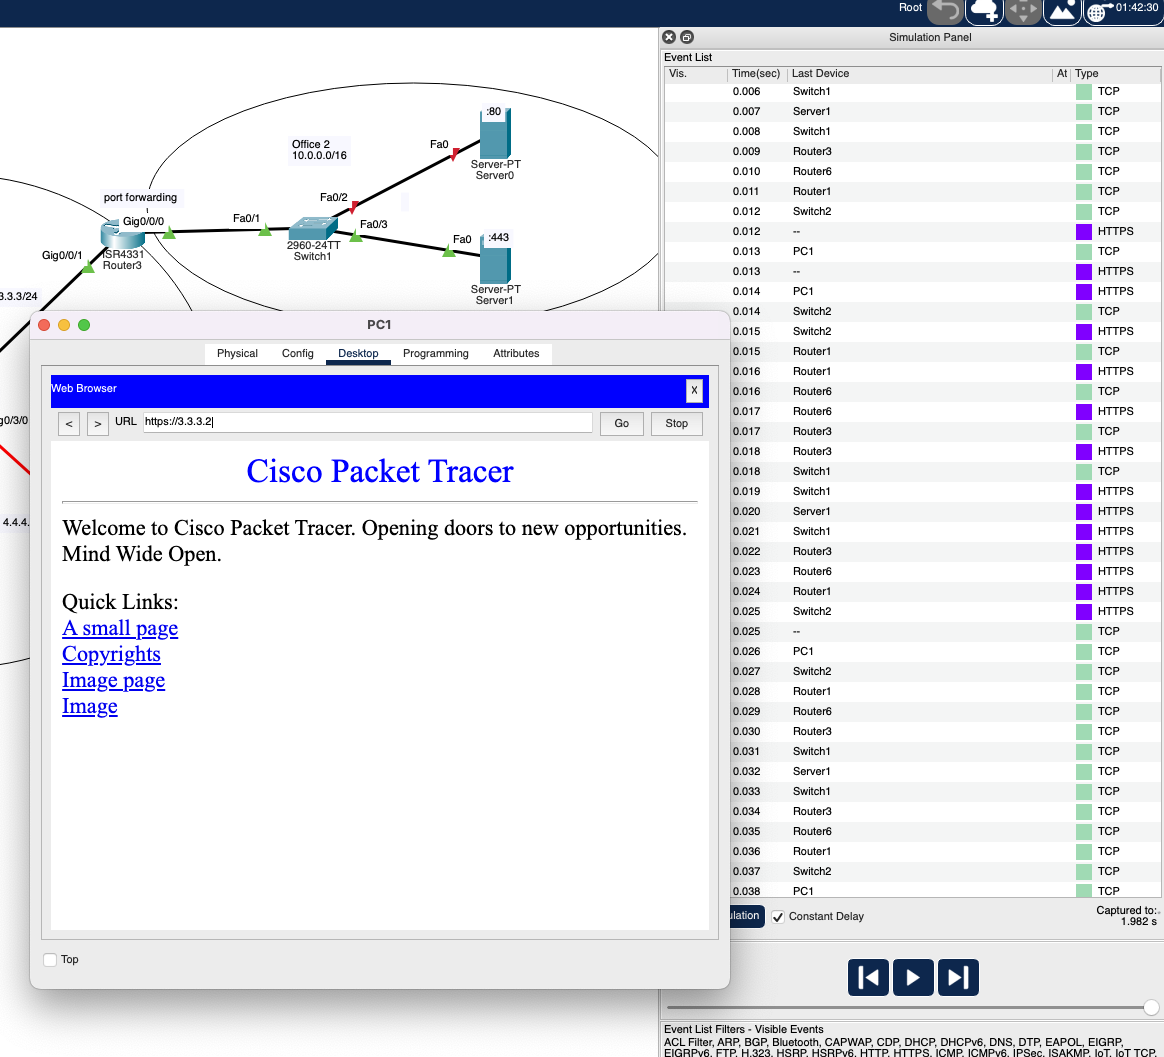 Root
01:42:30
Simulation Panel
Event List
Vis. Time(sec) Last Device At Type
0.006 Switch1 TCP
0.007 Server1 TCP
0.008 Switch1 TCP
0.009 Router3 TCP
0.010 Router6 TCP
0.011 Router1 TCP
0.012 Switch2 TCP
0.012 -- HTTPS
0.013 PC1 TCP
0.013 -- HTTPS
0.014 PC1 HTTPS
0.014 Switch2 TCP
0.015 Switch2 HTTPS
0.015 Router1 TCP
0.016 Router1 HTTPS
0.016 Router6 TCP
0.017 Router6 HTTPS
0.017 Router3 TCP
0.018 Router3 HTTPS
0.018 Switch1 TCP
0.019 Switch1 HTTPS
0.020 Server1 HTTPS
0.021 Switch1 HTTPS
0.022 Router3 HTTPS
0.023 Router6 HTTPS
0.024 Router1 HTTPS
0.025 Switch2 HTTPS
0.025 -- TCP
0.026 PC1 TCP
0.027 Switch2 TCP
0.028 Router1 TCP
0.029 Router6 TCP
0.030 Router3 TCP
0.031 Switch1 TCP
0.032 Server1 TCP
0.033 Switch1 TCP
0.034 Router3 TCP
0.035 Router6 TCP
0.036 Router1 TCP
0.037 Switch2 TCP
0.038 PC1 TCP
ulation
Constant Delay
Captured to:
1.982 s
Event List Filters - Visible Events
ACL Filter, ARP, BGP, Bluetooth, CAPWAP, CDP, DHCP, DHCPv6, DNS, DTP, EAPOL, EIGRP,
EIGRPv6, FTP, H.323, HSRP, HSRPv6, HTTP, HTTPS, ICMP, ICMPv6, IPSec, ISAKMP, IoT, IoT TCP,
Office 2
10.0.0.0/16
:80
Fa0
Server-PT
Server0
port forwarding
Gig0/0/0
Fa0/1
Fa0/2
Fa0/3
2960-24TT
Switch1
Fa0
:443
Server-PT
Server1
Gig0/0/1
ISR4331
Router3
3.3.3/24
g0/3/0
4.4.4.
PC1
Physical Config Desktop Programming Attributes
Web Browser
X
< > URL https://3.3.3.2 Go Stop
Cisco Packet Tracer
Welcome to Cisco Packet Tracer. Opening doors to new opportunities.
Mind Wide Open.
Quick Links:
A small page
Copyrights
Image page
Image
Top